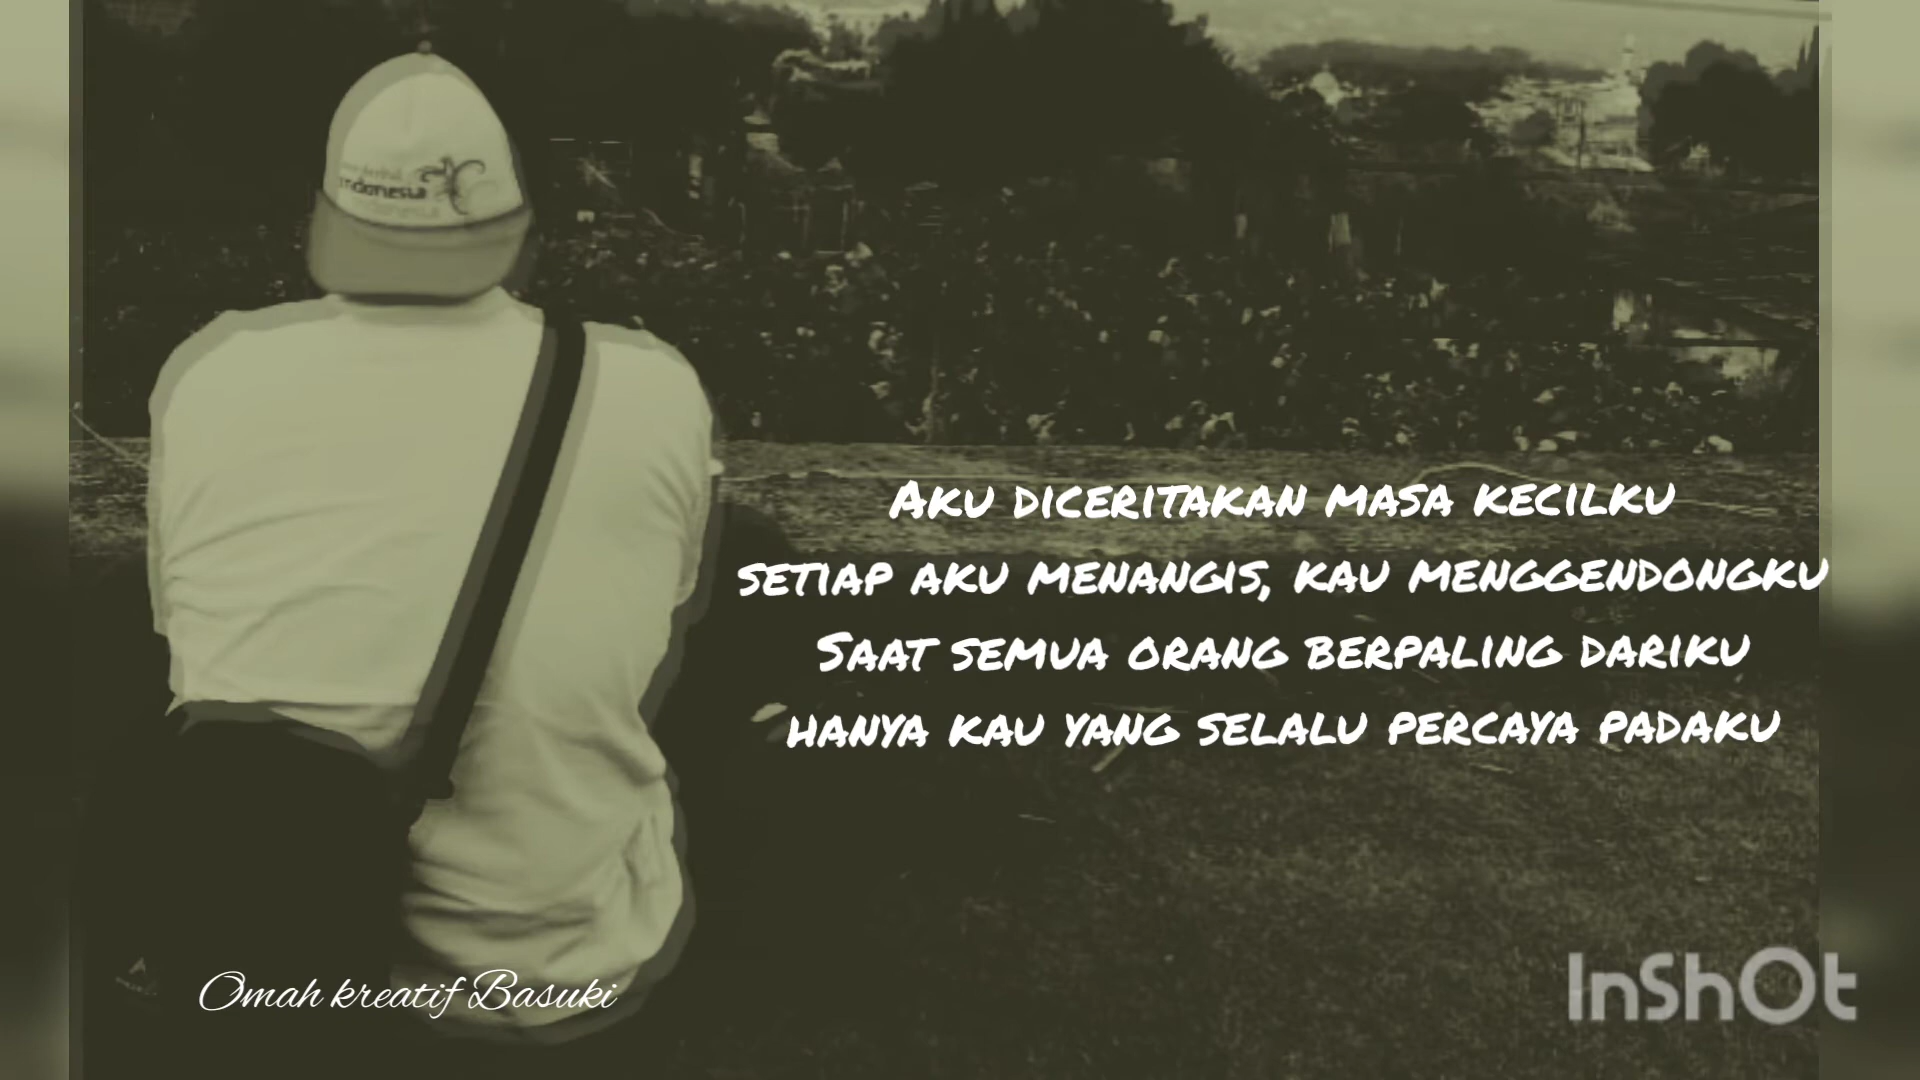 Indonesia
Aku diceritakan masa kecilku
setiap aku menangis, kau menggendongku
Saat semua orang berpaling dariku
hanya kau yang selalu percaya padaku
Omah kreatif Basuki
InShOt